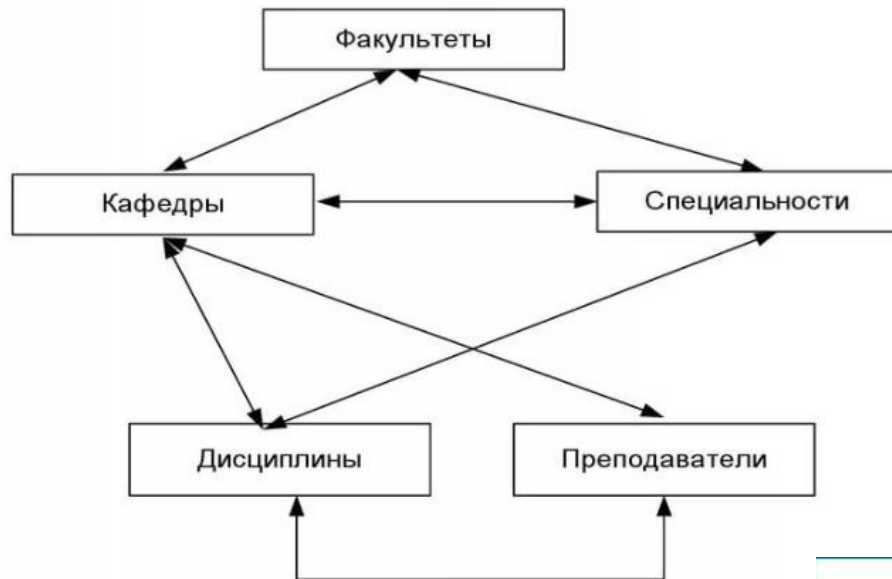 Факультеты
Кафедры
Специальности
Дисциплины
Преподаватели